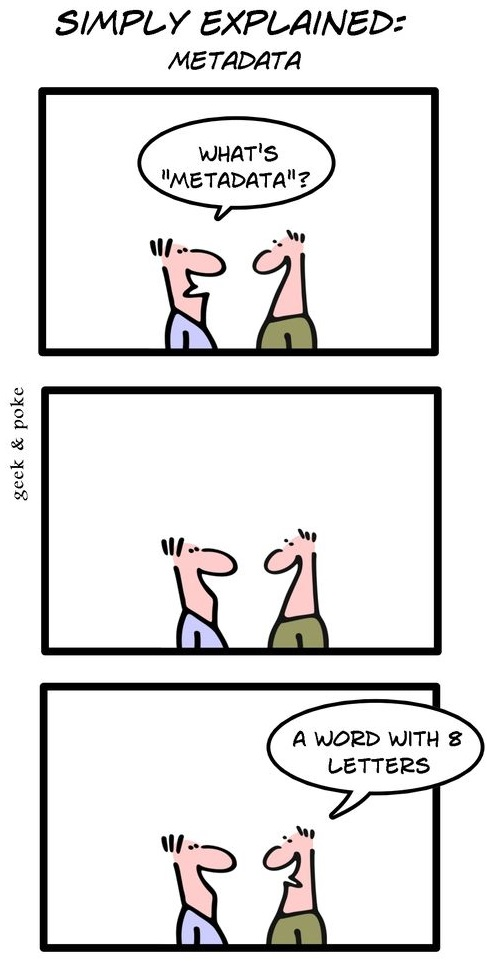 SIMPLY EXPLAINED:
METADATA
WHAT'S
"METADATA"?
geek & poke
A WORD WITH 8
LETTERS